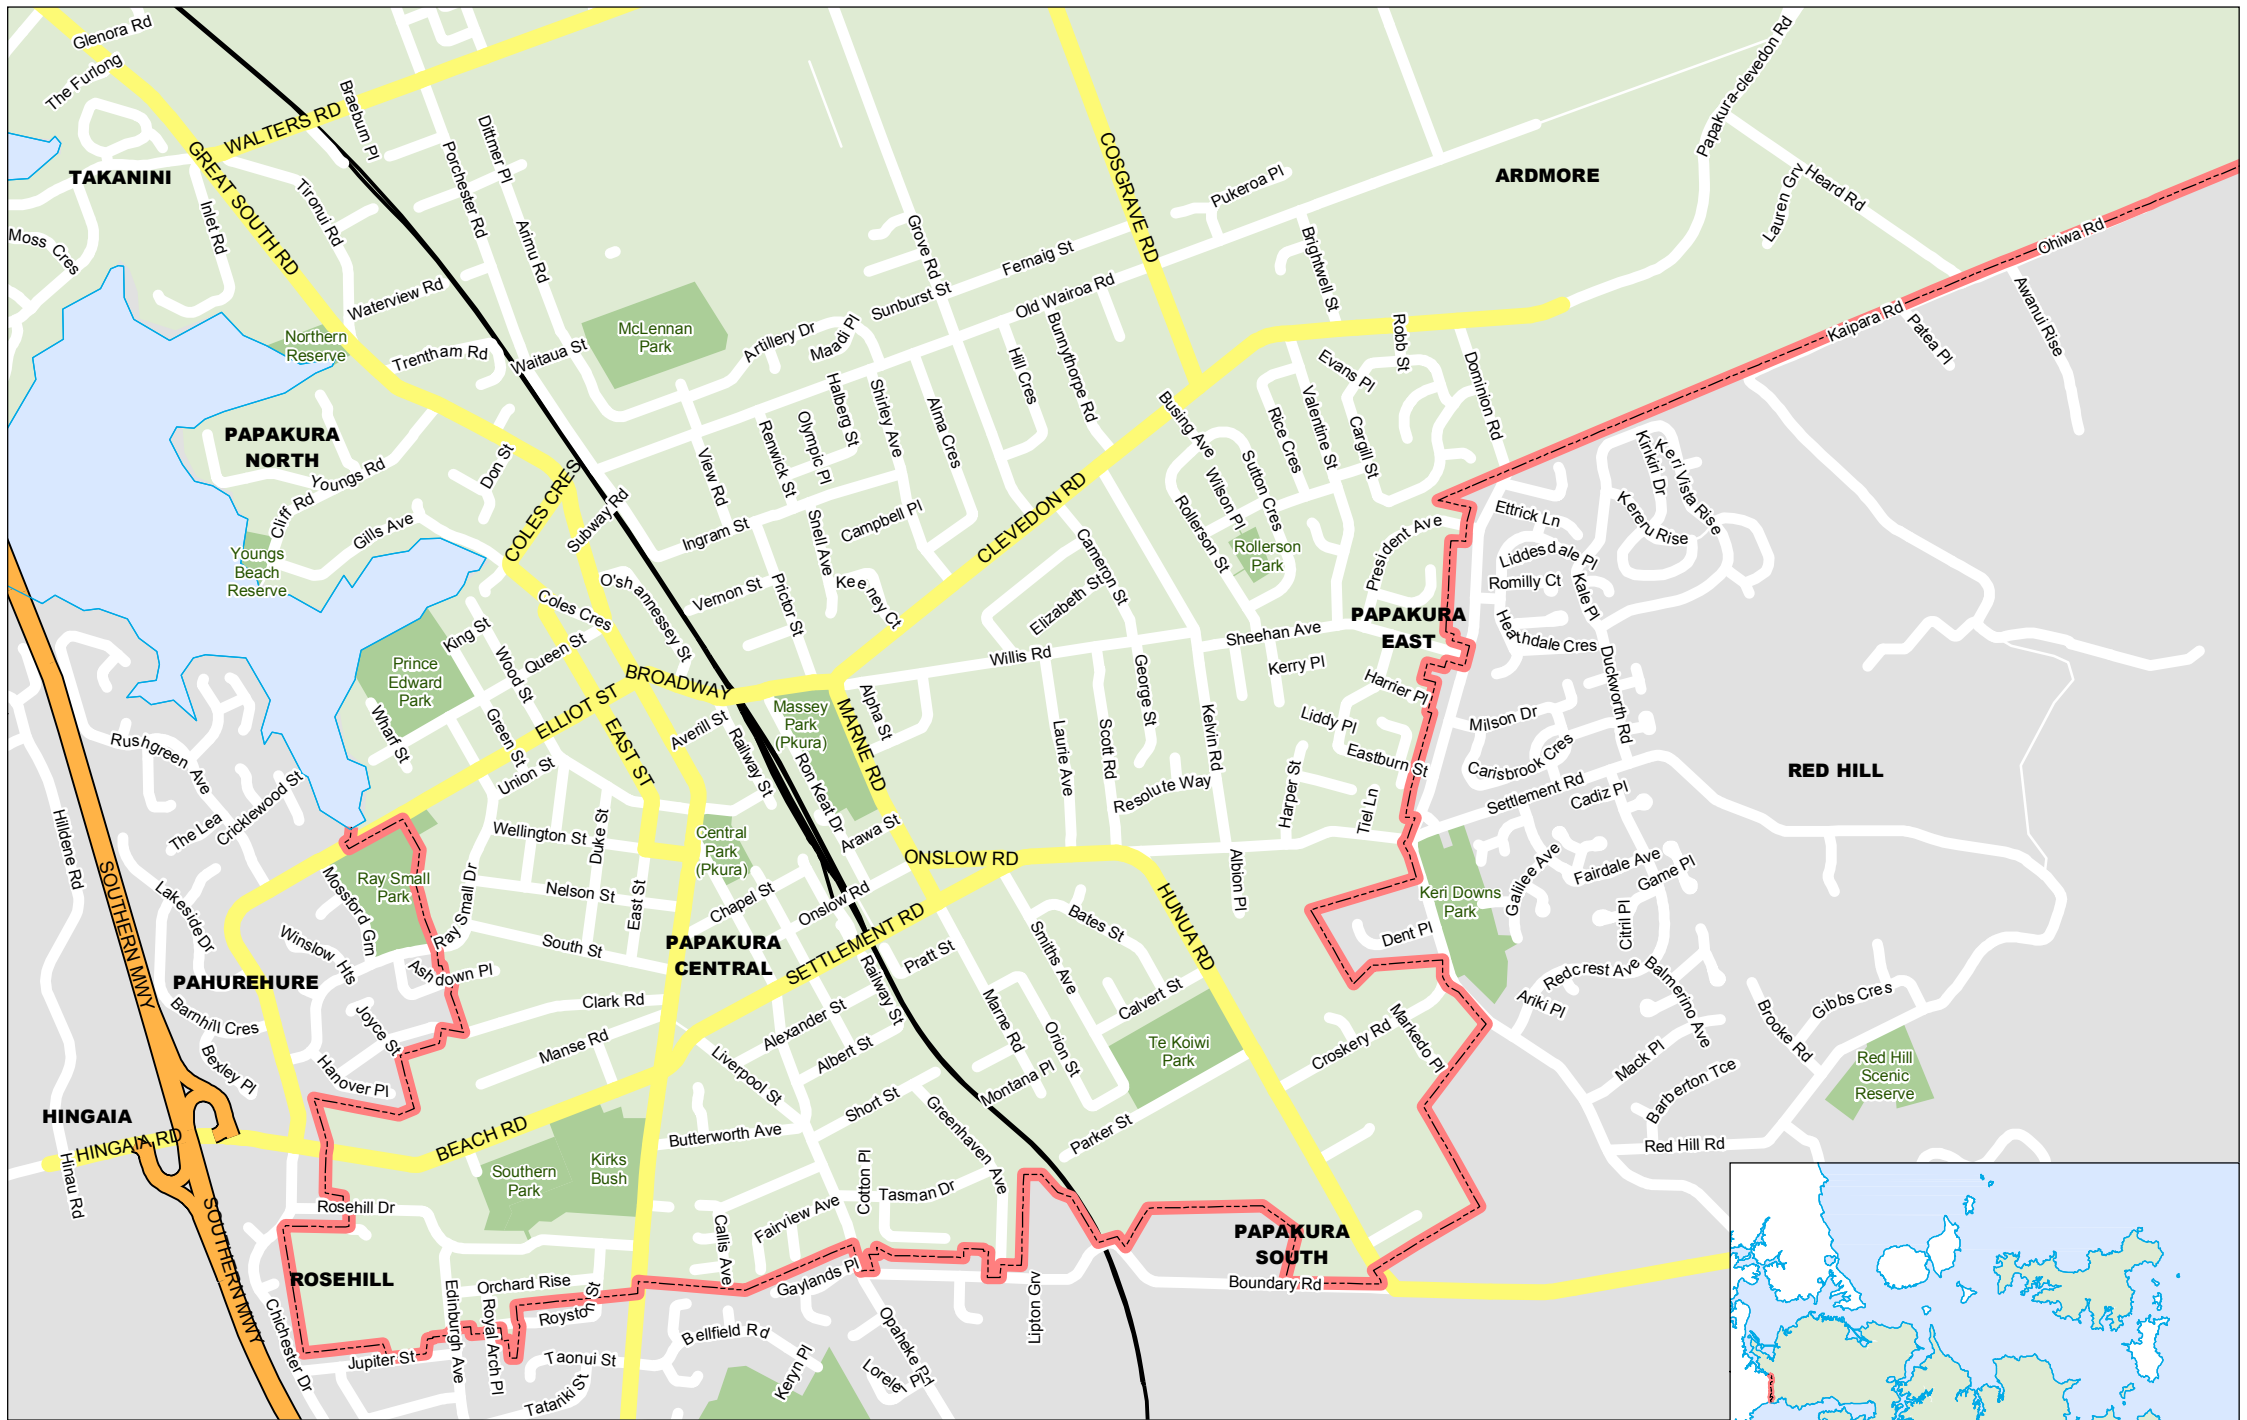 Glenora Rd
The Furlong
Braeburn Pl
WALTERS RD
Dittmer Pl
Porchester Rd
TAKANINI
GREAT SOUTH RD
Inlet Rd
Tironui Rd
Arimu Rd
Moss Cres
Waterview Rd
Northern
Reserve
Trentham Rd
Waitaua St
McLennan
Park
Artillery Dr
Maadi Pl
Sunburst St
Grove Rd
Fernaig St
Old Wairoa Rd
Pukeroa Pl
COSGRAVE RD
Brightwell St
ARDMORE
Papakura-clevedon Rd
Lauren Grv
Heard Rd
Ohiwa Rd
Kaipara Rd
Patea Pl
Awanui Rise
Robb St
Evans Pl
Dominion Rd
Bunnythorpe Rd
Hill Cres
Alma Cres
Shirley Ave
Halberg St
Olympic Pl
Renwick St
View Rd
PAPAKURA
NORTH
Youngs Rd
Cliff Rd
Gills Ave
Don St
COLES CRES
Subway Rd
Youngs
Beach
Reserve
Ingram St
Snell Ave
Campbell Pl
Keeney Ct
Vernon St
Prictor St
O'shannessey St
Coles Cres
CLEVEDON RD
Busing Ave
Wilson Pl
Sutton Cres
Rice Cres
Valentine St
Cargill St
Rollerson St
Rollerson
Park
President Ave
Cameron St
Elizabeth St
Willis Rd
Sheehan Ave
Kerry Pl
PAPAKURA
EAST
Harrier Pl
Liddy Pl
Eastburn St
Ettrick Ln
Liddesdale Pl
Romilly Ct
Kale Pl
Heathdale Cres
Kirikiri Dr
Keri Vista Rise
Kereru Rise
Duckworth Rd
Milson Dr
Carisbrook Cres
Settlement Rd
Cadiz Pl
RED HILL
King St
Queen St
Wood St
Prince
Edward
Park
Wharf St
Green St
Union St
ELLIOT ST
BROADWAY
EAST ST
Averill St
Railway St
Massey
Park
(Pkura)
Ron Keat Dr
MARNE RD
Alpha St
Arawa St
Laurie Ave
Scott Rd
George St
Kelvin Rd
Resolute Way
Harper St
Tiel Ln
Albion Pl
ONSLOW RD
HUNUA RD
Rushgreen Ave
The Lea
Cricklewood St
Hilldene Rd
SOUTHERN MWY
Lakeside Dr
Mossford Grn
Winslow Hts
Ray Small
Park
Ray Small Dr
Ashdown Pl
Wellington St
Duke St
Nelson St
East St
South St
Central
Park
(Pkura)
Chapel St
Onslow Rd
PAPAKURA
CENTRAL
SETTLEMENT RD
Pratt St
Railway St
Smiths Ave
Bates St
Calvert St
Keri Downs
Park
Dent Pl
Galilee Ave
Fairdale Ave
Game Pl
Citril Pl
Redcrest Ave
Ariki Pl
Balmerino Ave
Brooke Rd
Gibbs Cres
Mack Pl
Barberton Tce
Red Hill Rd
Red Hill
Scenic
Reserve
PAHUREHURE
Barnhill Cres
Bexley Pl
Joyce St
Hanover Pl
Clark Rd
Manse Rd
Alexander St
Albert St
Liverpool St
Marne Rd
Orion St
Montana Pl
Te Koiwi
Park
Croskery Rd
Markedo Pl
Parker St
Short St
Greenhaven Ave
Butterworth Ave
HINGAIA
HINGAIA RD
Hinau Rd
BEACH RD
Southern
Park
Kirks
Bush
Rosehill Dr
ROSEHILL
SOUTHERN MWY
Chichester Dr
Jupiter St
Edinburgh Ave
Royal Arch Pl
Orchard Rise
Royston St
Taonui St
Tatariki St
Bellfield Rd
Keryn Pl
Callis Ave
Fairview Ave
Cotton Pl
Tasman Dr
Gaylands Pl
Opaheke Rd
Lipton Grv
PAPAKURA
SOUTH
Boundary Rd